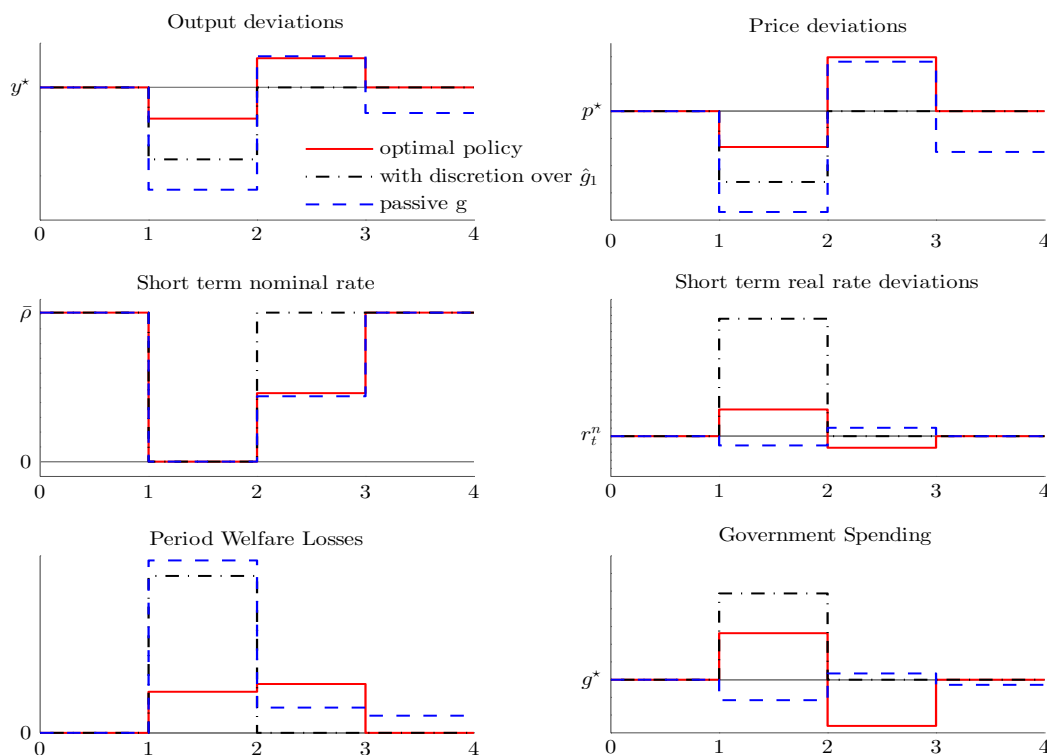 Output deviations
y*
optimal policy
with discretion over ĝ₁
passive g
0 1 2 3 4
Price deviations
p*
0 1 2 3 4
Short term nominal rate
ρ̄
0
0 1 2 3 4
Short term real rate deviations
rₜⁿ
0 1 2 3 4
Period Welfare Losses
0
0 1 2 3 4
Government Spending
g*
0 1 2 3 4